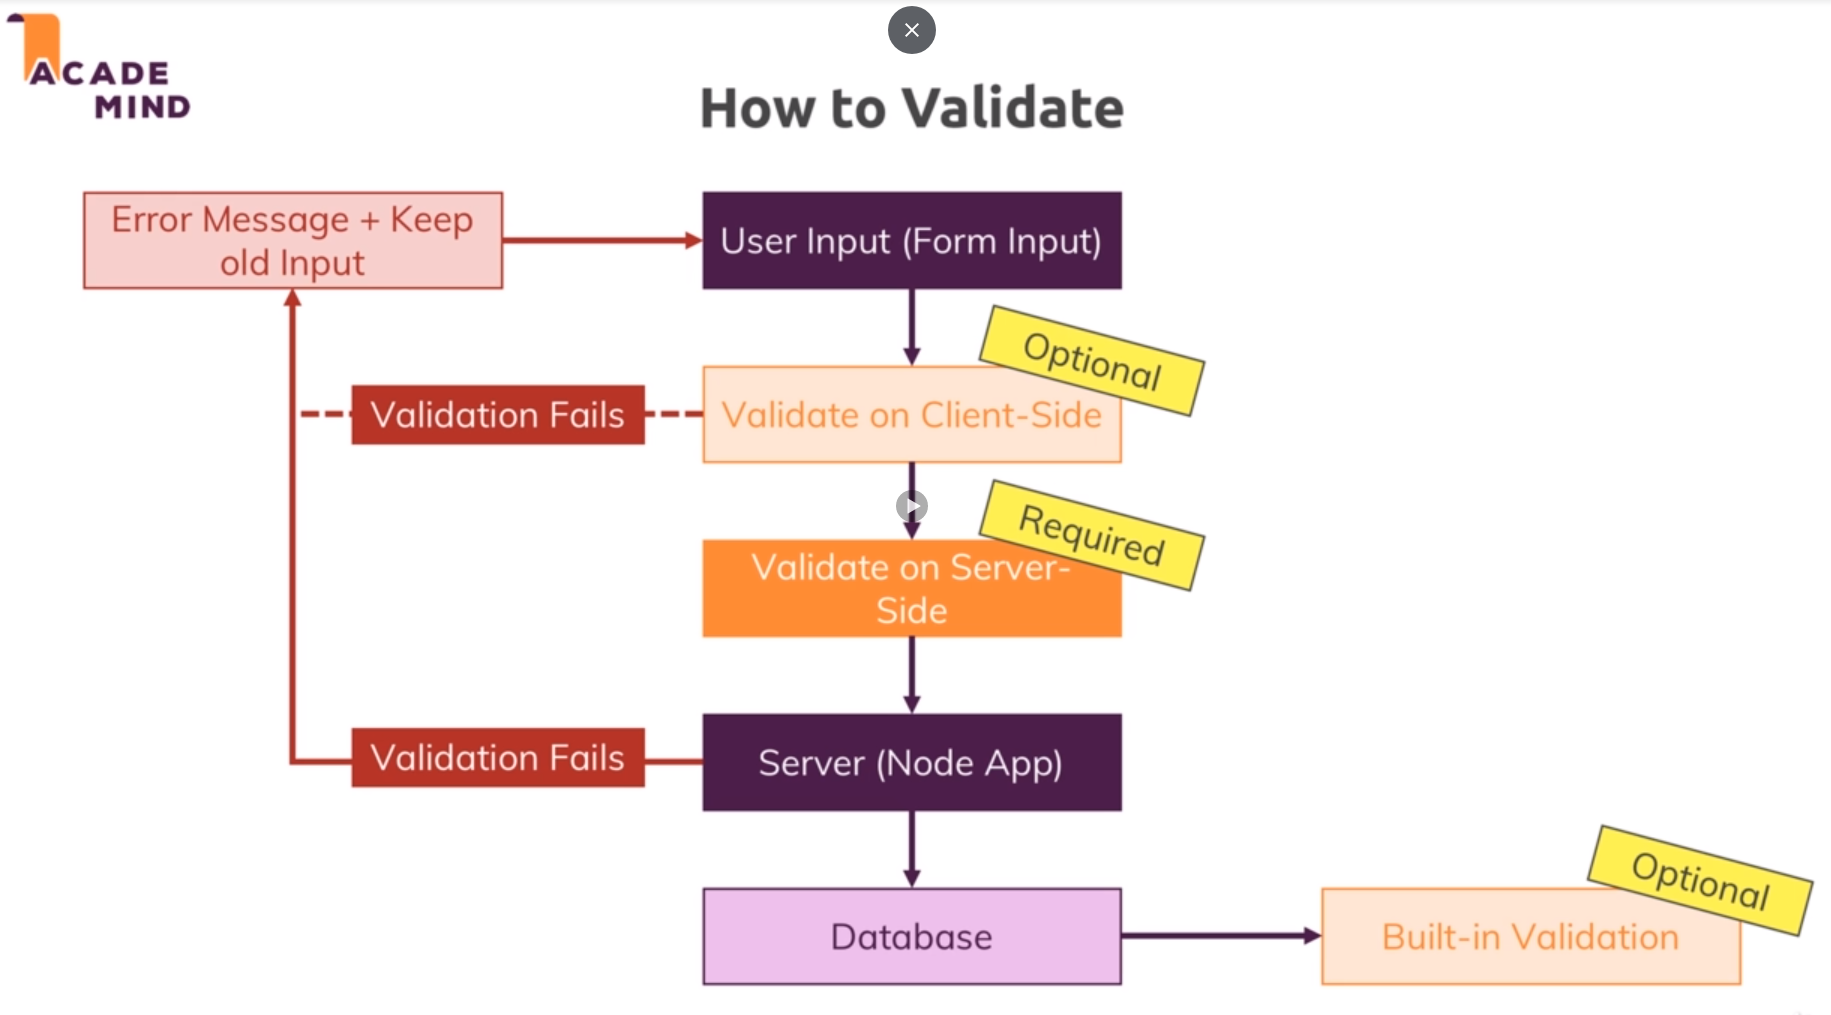 ACADE
MIND
How to Validate
Error Message + Keep
old Input
User Input (Form Input)
Optional
Validation Fails
Validate on Client-Side
Required
Validate on Server-
Side
Validation Fails
Server (Node App)
Optional
Database
Built-in Validation